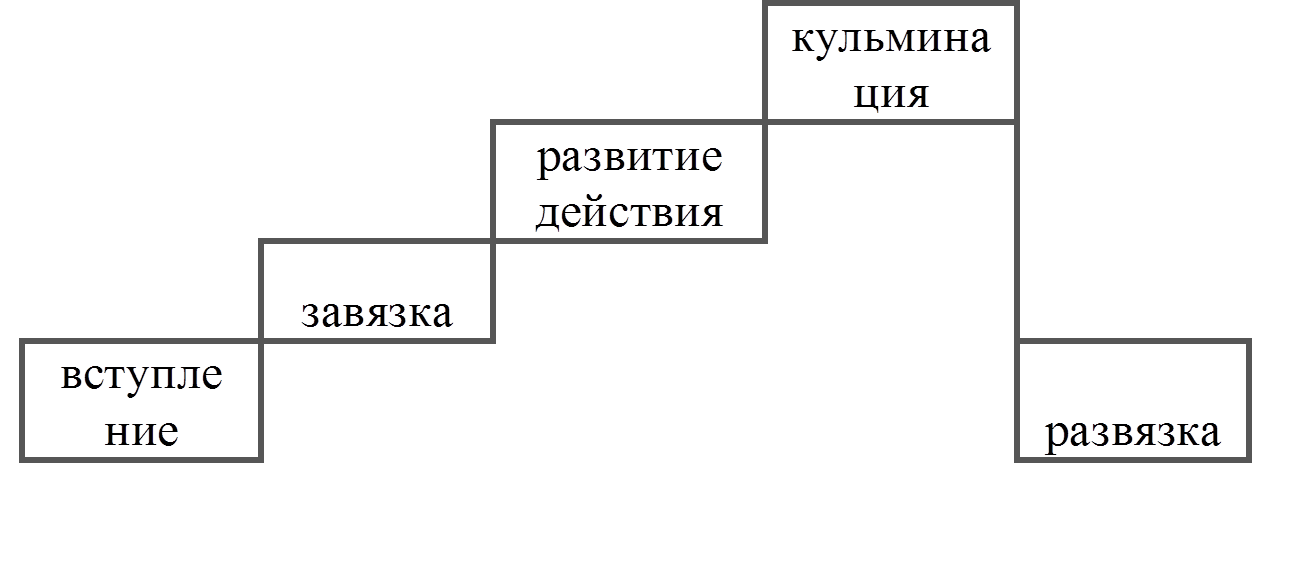 вступле
ние
завязка
развитие
действия
кульмина
ция
развязка